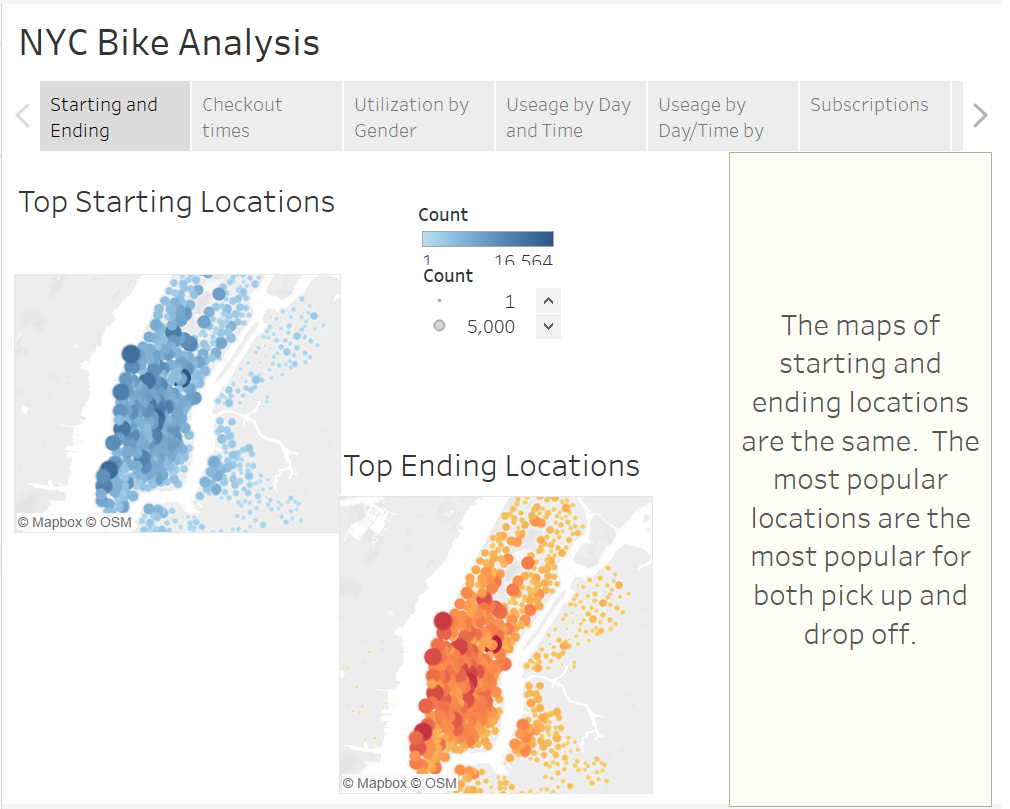 NYC Bike Analysis
Starting and
Ending
Checkout
times
Utilization by
Gender
Useage by Day
and Time
Useage by
Day/Time by
Subscriptions
Top Starting Locations
Count
1 16,564
Count
1
5,000
© Mapbox © OSM
Top Ending Locations
© Mapbox © OSM
The maps of
starting and
ending locations
are the same. The
most popular
locations are the
most popular for
both pick up and
drop off.